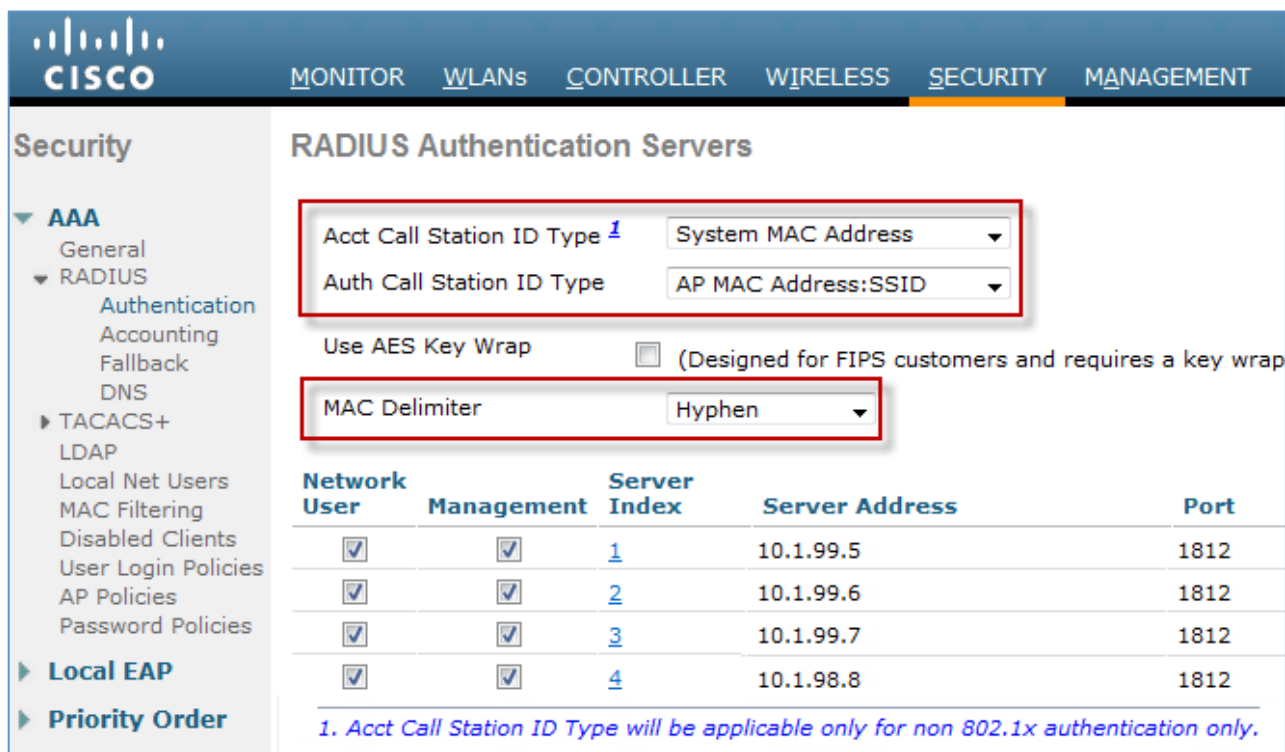 CISCO
MONITOR WLANs CONTROLLER WIRELESS SECURITY MANAGEMENT
Security
AAA
General
RADIUS
Authentication
Accounting
Fallback
DNS
TACACS+
LDAP
Local Net Users
MAC Filtering
Disabled Clients
User Login Policies
AP Policies
Password Policies
Local EAP
Priority Order
RADIUS Authentication Servers
Acct Call Station ID Type 1 System MAC Address
Auth Call Station ID Type AP MAC Address:SSID
Use AES Key Wrap (Designed for FIPS customers and requires a key wrap
MAC Delimiter Hyphen
Network User Management Server Index Server Address Port
1 10.1.99.5 1812
2 10.1.99.6 1812
3 10.1.99.7 1812
4 10.1.98.8 1812
1. Acct Call Station ID Type will be applicable only for non 802.1x authentication only.